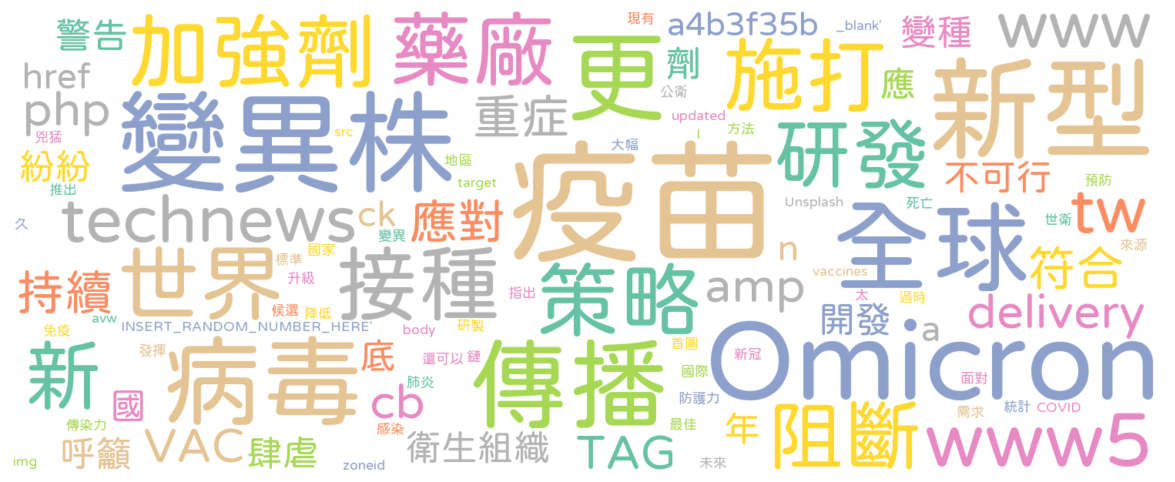 警告
加強劑
藥廠
更
現有
a4b3f35b
_blank'
變種
www
href
php
兇猛
變異株
src
重症
劑
公衛
updated
施打
應
新型
紛紛
推出
地區
target
大幅
I
方法
研發
不可行
預防
久
technews
ck
變異
應對
疫苗
n
Unsplash
全球
死亡
世衛
tw
來源
持續
世界
標準
國家
升級
接種
指出
策略
amp
vaccines
太
過時
符合
免疫
avw
INSERT_RANDOM_NUMBER_HERE'
候選
降低
body
研製
首圖
開發
a
delivery
新
發揮
病毒
底
還可以
鏈
傳播
國際
新冠
Omicron
面對
國
cb
肺炎
防護力
統計
COVID
傳染力
感染
最佳
年
阻斷
需求
www5
img
呼籲
VAC
肆虐
zoneid
衛生組織
TAG
未來